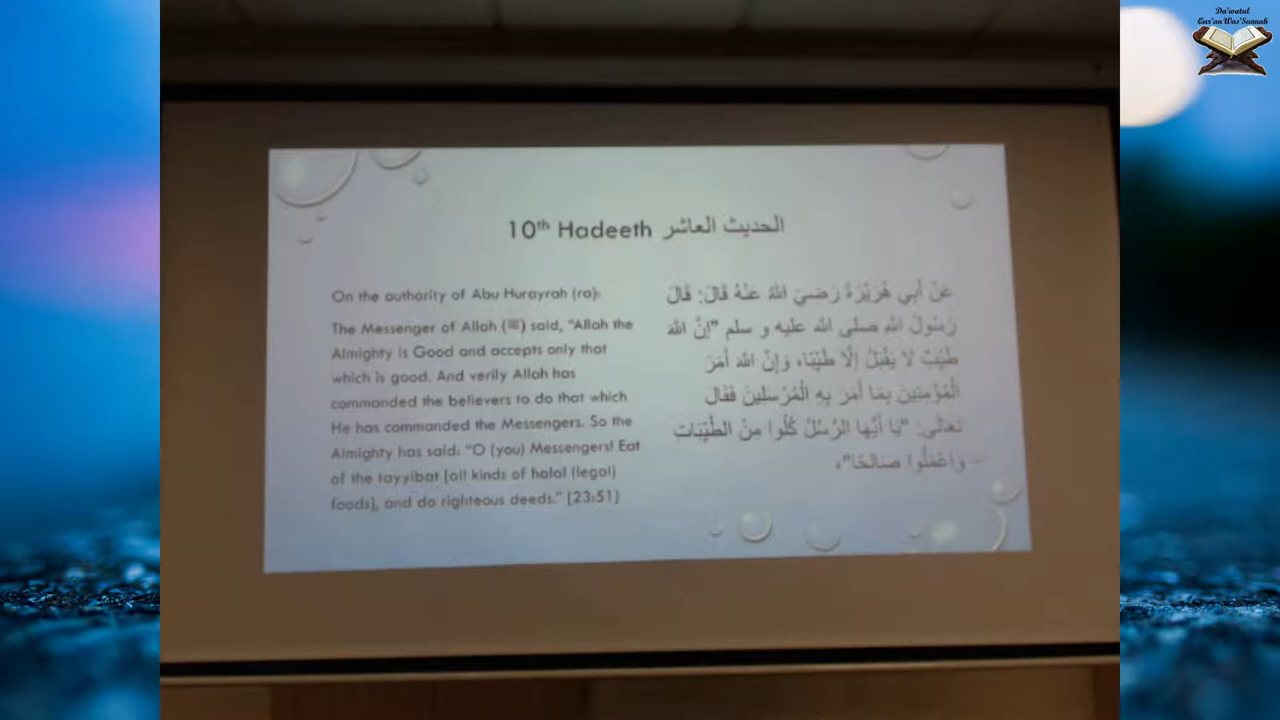 Da'watul
Qur'an Was'Sunnah
10th Hadeeth الحديث العاشر
On the authority of Abu Hurayrah (ra):
The Messenger of Allah (ﷺ) said, "Allah the
Almighty is Good and accepts only that
which is good. And verily Allah has
commanded the believers to do that which
He has commanded the Messengers. So the
Almighty has said: "O (you) Messengers! Eat
of the tayyibat [all kinds of halal (legal)
foods], and do righteous deeds." [23:51]
عَنْ أَبِي هُرَيْرَةَ رَضِيَ اللهُ عَنْهُ قَالَ: قَالَ
رَسُولُ اللهِ صلى الله عليه و سلم "إنَّ اللهَ
طَيِّبٌ لَا يَقْبَلُ إلَّا طَيِّبًا، وَإِنَّ اللهَ أَمَرَ
الْمُؤْمِنِينَ بِمَا أَمَرَ بِهِ الْمُرْسَلِينَ فَقَالَ
تَعَالَى: "يَا أَيُّهَا الرُّسُلُ كُلُوا مِنْ الطَّيِّبَاتِ
وَاعْمَلُوا صَالِحًا"،